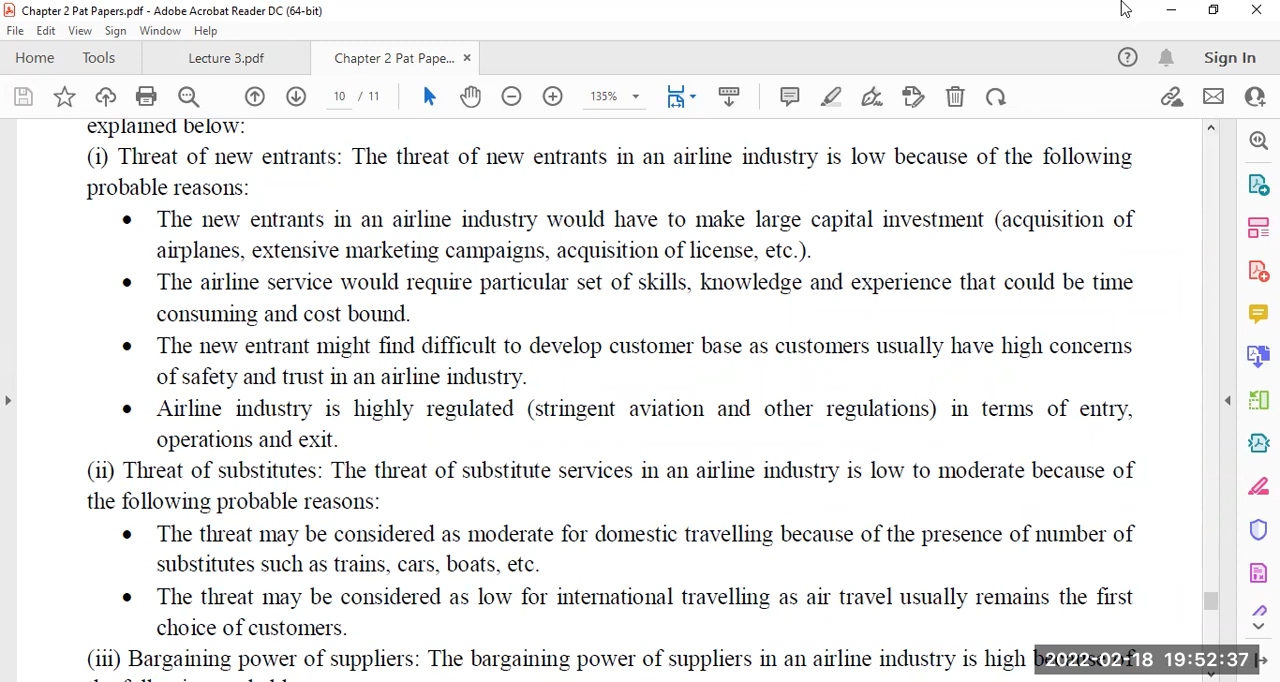 Chapter 2 Pat Papers.pdf - Adobe Acrobat Reader DC (64-bit)
File Edit View Sign Window Help
Home Tools Lecture 3.pdf Chapter 2 Pat Pape... × Sign In
10 / 11 135%
explained below:
(i) Threat of new entrants: The threat of new entrants in an airline industry is low because of the following
probable reasons:
• The new entrants in an airline industry would have to make large capital investment (acquisition of
airplanes, extensive marketing campaigns, acquisition of license, etc.).
• The airline service would require particular set of skills, knowledge and experience that could be time
consuming and cost bound.
• The new entrant might find difficult to develop customer base as customers usually have high concerns
of safety and trust in an airline industry.
• Airline industry is highly regulated (stringent aviation and other regulations) in terms of entry,
operations and exit.
(ii) Threat of substitutes: The threat of substitute services in an airline industry is low to moderate because of
the following probable reasons:
• The threat may be considered as moderate for domestic travelling because of the presence of number of
substitutes such as trains, cars, boats, etc.
• The threat may be considered as low for international travelling as air travel usually remains the first
choice of customers.
(iii) Bargaining power of suppliers: The bargaining power of suppliers in an airline industry is high
2022-02-18 19:52:37